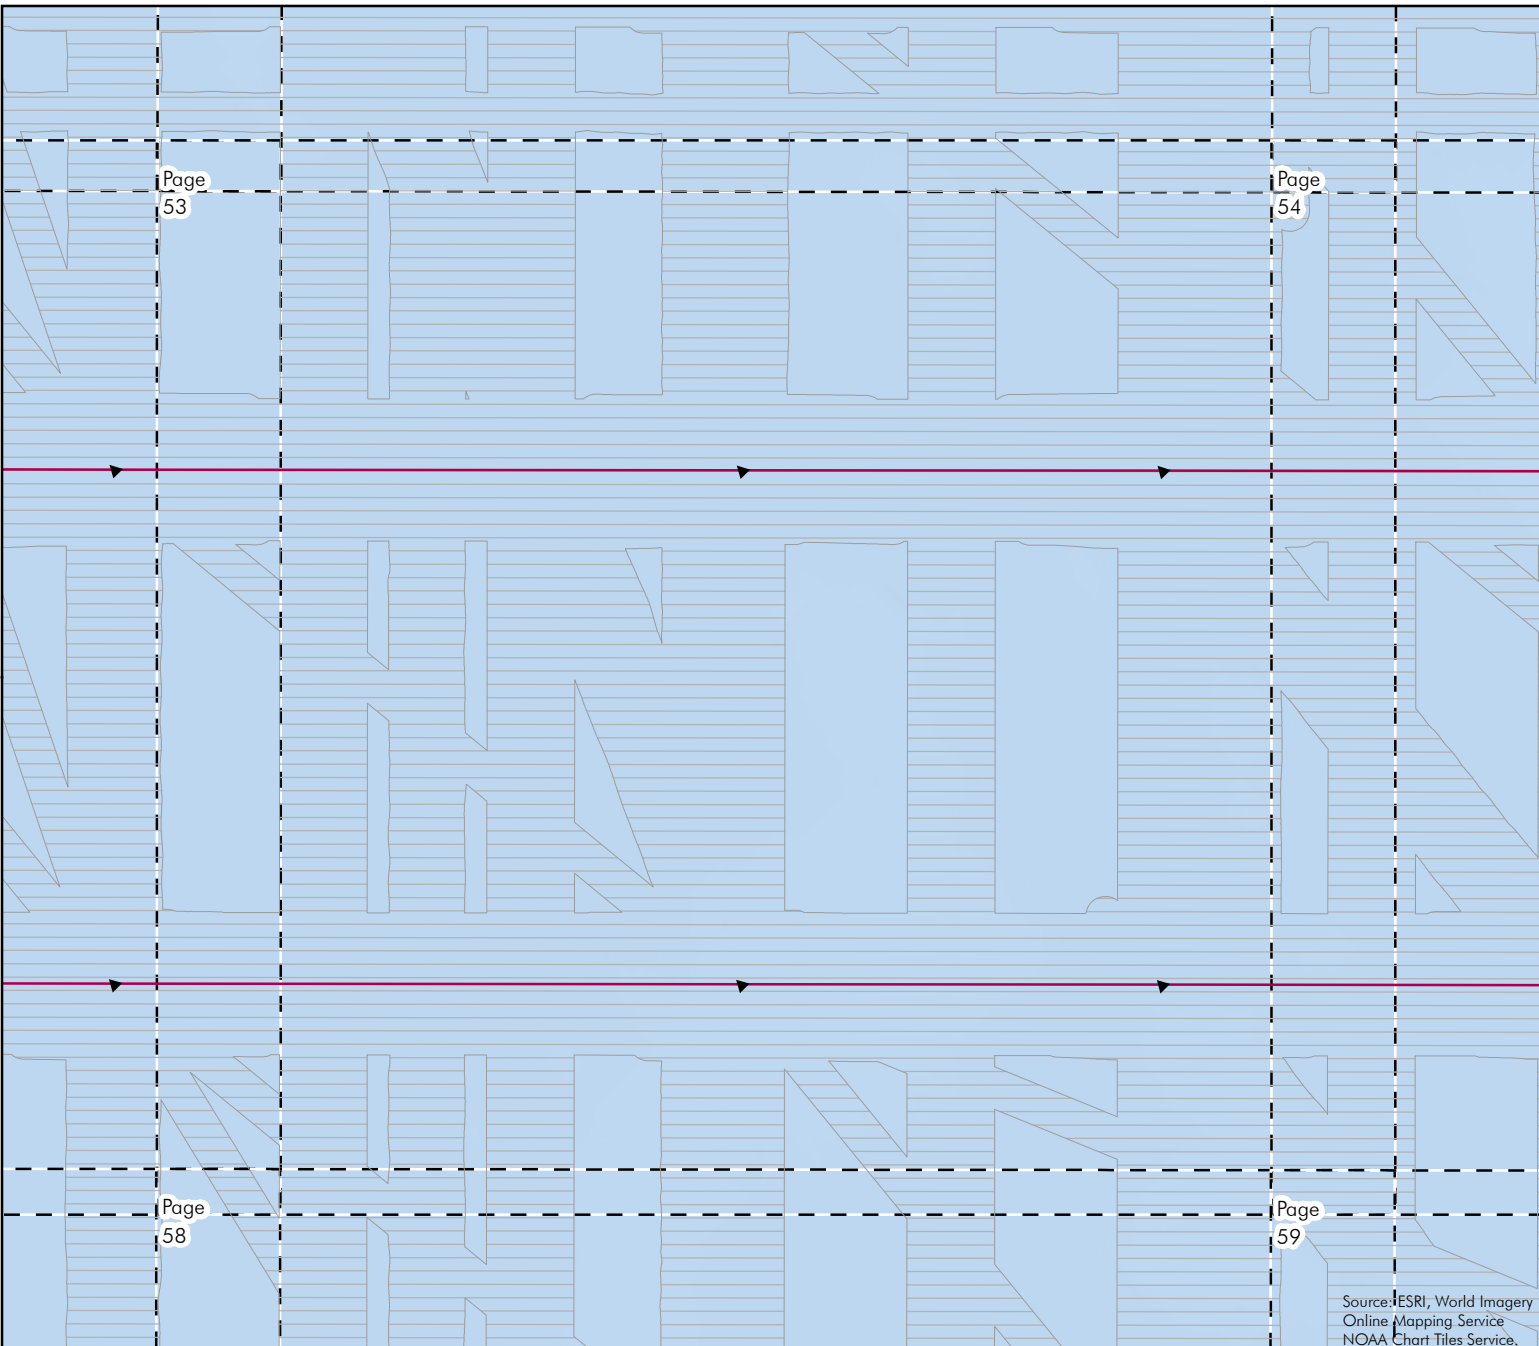 Page
53
Page
54
Page
58
Page
59
Source: ESRI, World Imagery
Online Mapping Service
NOAA Chart Tiles Service.